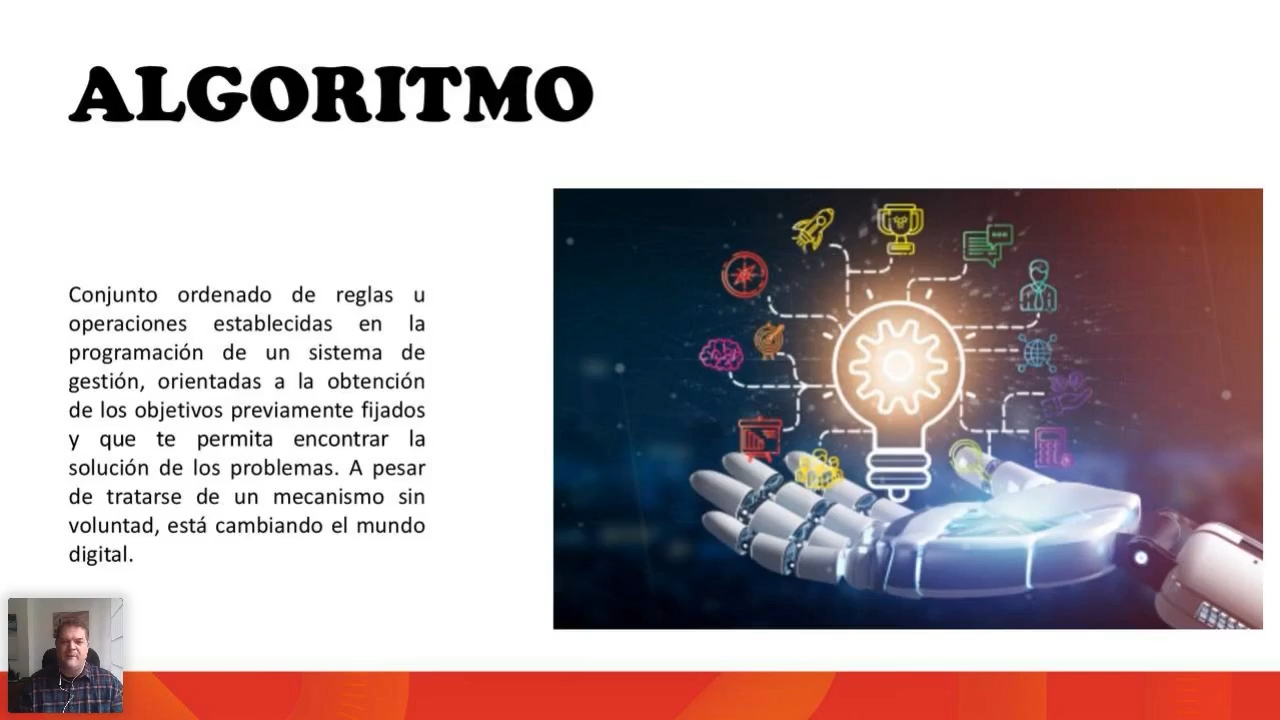 ALGORITMO
Conjunto ordenado de reglas u
operaciones establecidas en la
programación de un sistema de
gestión, orientadas a la obtención
de los objetivos previamente fijados
y que te permita encontrar la
solución de los problemas. A pesar
de tratarse de un mecanismo sin
voluntad, está cambiando el mundo
digital.